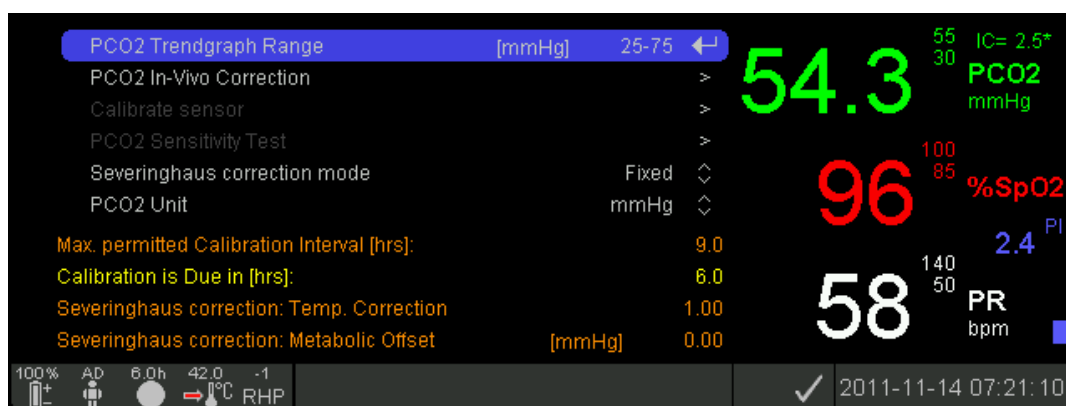 PCO2 Trendgraph Range [mmHg] 25-75
PCO2 In-Vivo Correction >
Calibrate sensor >
PCO2 Sensitivity Test >
Severinghaus correction mode Fixed
PCO2 Unit mmHg
Max. permitted Calibration Interval [hrs]: 9.0
Calibration is Due in [hrs]: 6.0
Severinghaus correction: Temp. Correction 1.00
Severinghaus correction: Metabolic Offset [mmHg] 0.00
54.3
55
30
IC= 2.5*
PCO2
mmHg
96
100
85
%SpO2
2.4 PI
58
140
50
PR
bpm
100% AD 6.0h 42.0 -1
°C RHP
2011-11-14 07:21:10